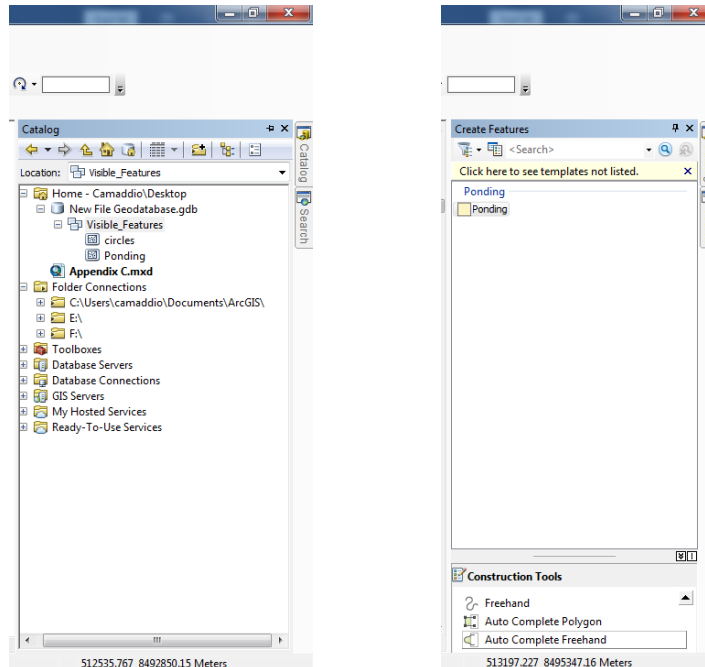 Catalog
Location: Visible_Features
Home - Camaddio\Desktop
New File Geodatabase.gdb
Visible_Features
circles
Ponding
Appendix C.mxd
Folder Connections
C:\Users\camaddio\Documents\ArcGIS\
E:\
F:\
Toolboxes
Database Servers
Database Connections
GIS Servers
My Hosted Services
Ready-To-Use Services
Catalog
Search
512535.767 8492850.15 Meters
Create Features
<Search>
Click here to see templates not listed.
Ponding
Ponding
Construction Tools
Freehand
Auto Complete Polygon
Auto Complete Freehand
513197.227 8495347.16 Meters